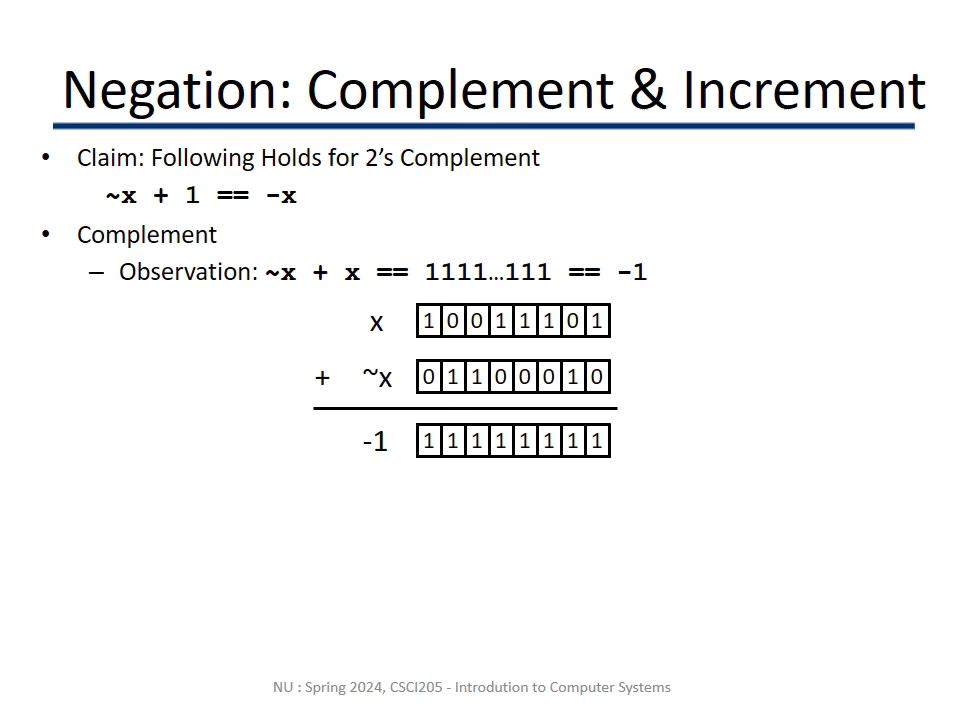 Negation: Complement & Increment
• Claim: Following Holds for 2’s Complement
~x + 1 == -x
• Complement
– Observation: ~x + x == 1111…111 == -1
x 1 0 0 1 1 1 0 1
+ ~x 0 1 1 0 0 0 1 0
-1 1 1 1 1 1 1 1 1
NU : Spring 2024, CSCI205 - Introdution to Computer Systems